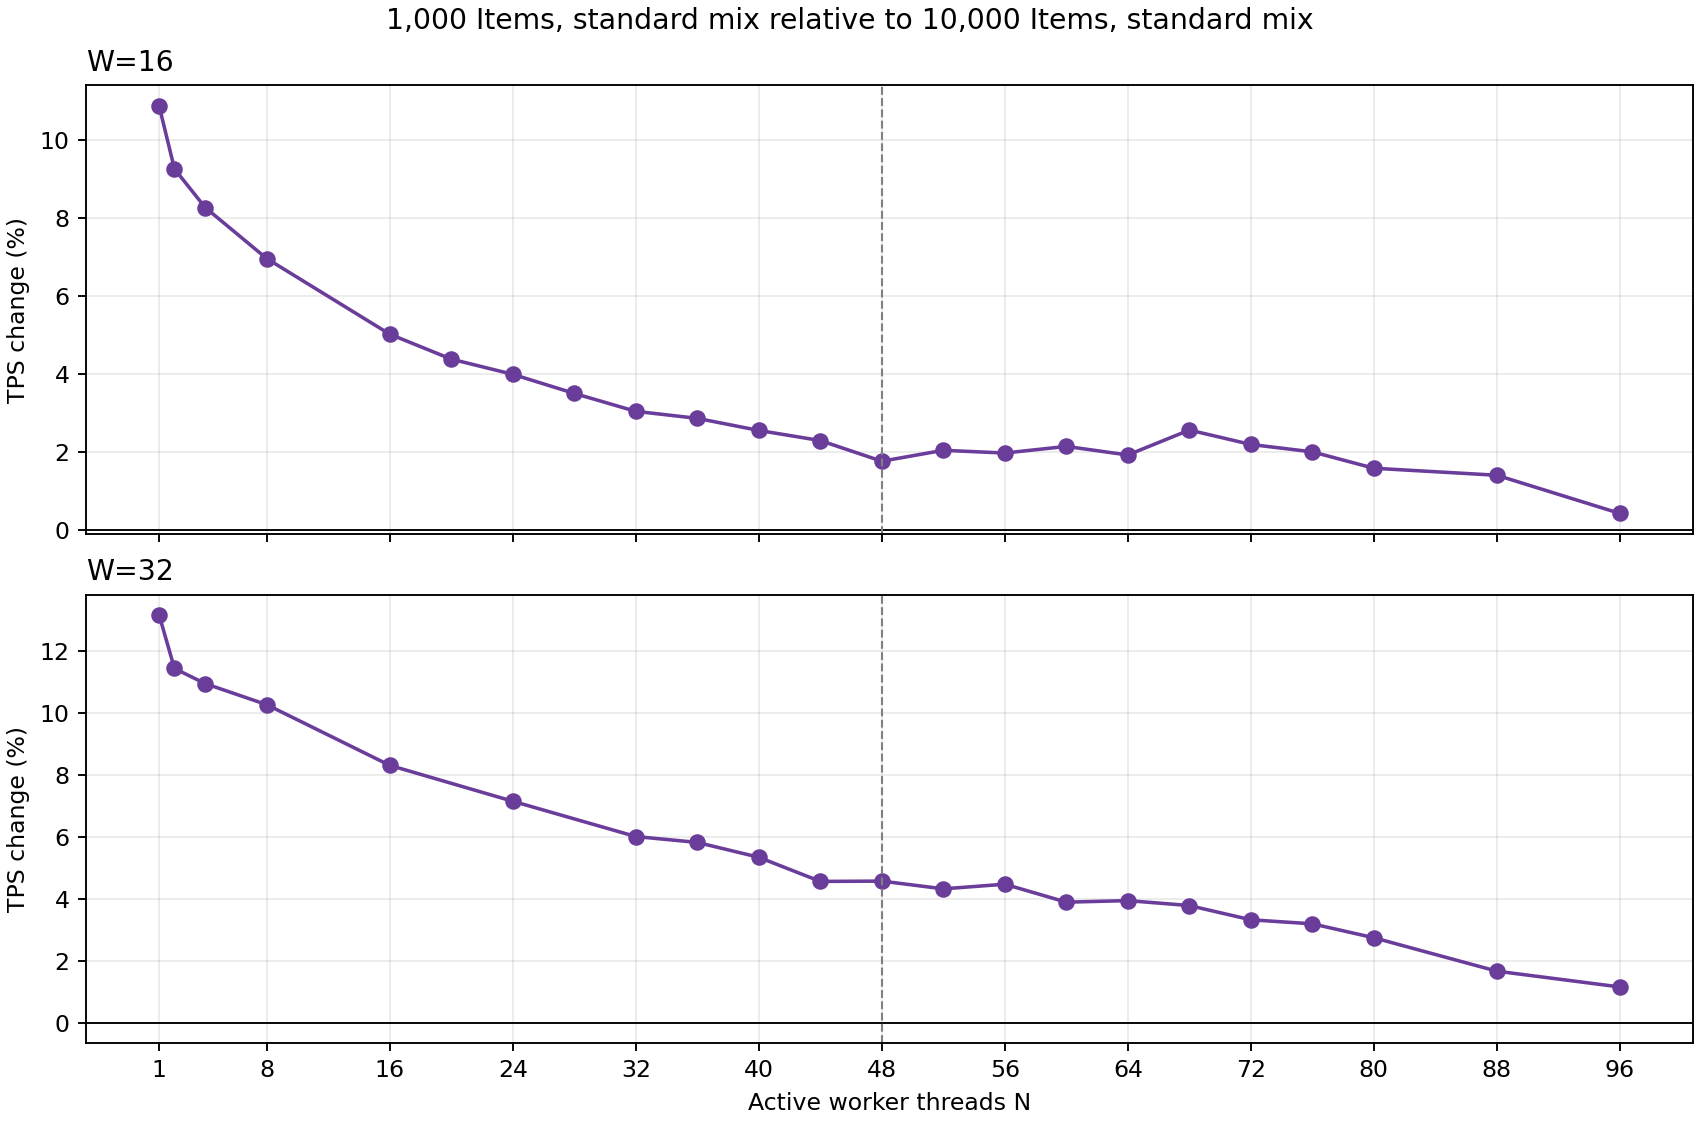 1,000 Items, standard mix relative to 10,000 Items, standard mix
W=16
TPS change (%)
10
8
6
4
2
0
W=32
TPS change (%)
12
10
8
6
4
2
0
1 8 16 24 32 40 48 56 64 72 80 88 96
Active worker threads N